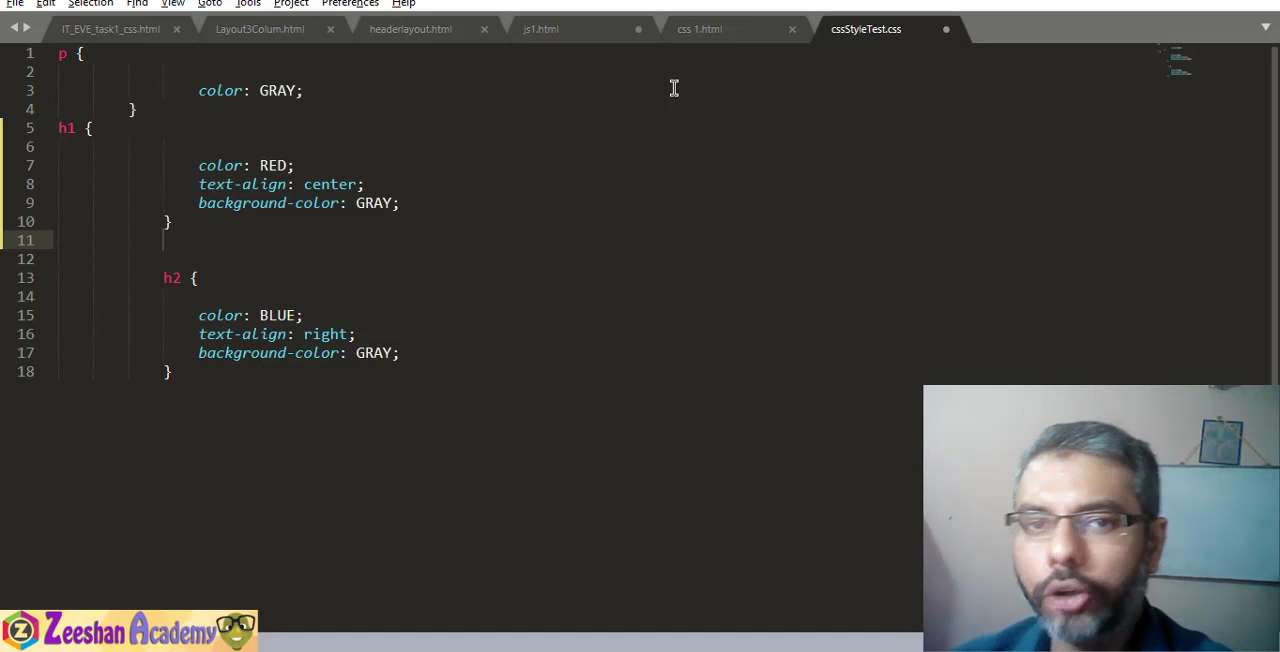 File Edit Selection Find View Goto Tools Project Preferences Help
IT_EVE_task1_css.html Layout3Colum.html headerlayout.html js1.html css 1.html cssStyleTest.css
1 p {
2
3 color: GRAY;
4 }
5 h1 {
6
7 color: RED;
8 text-align: center;
9 background-color: GRAY;
10 }
11
12
13 h2 {
14
15 color: BLUE;
16 text-align: right;
17 background-color: GRAY;
18 }
Z Zeeshan Academy